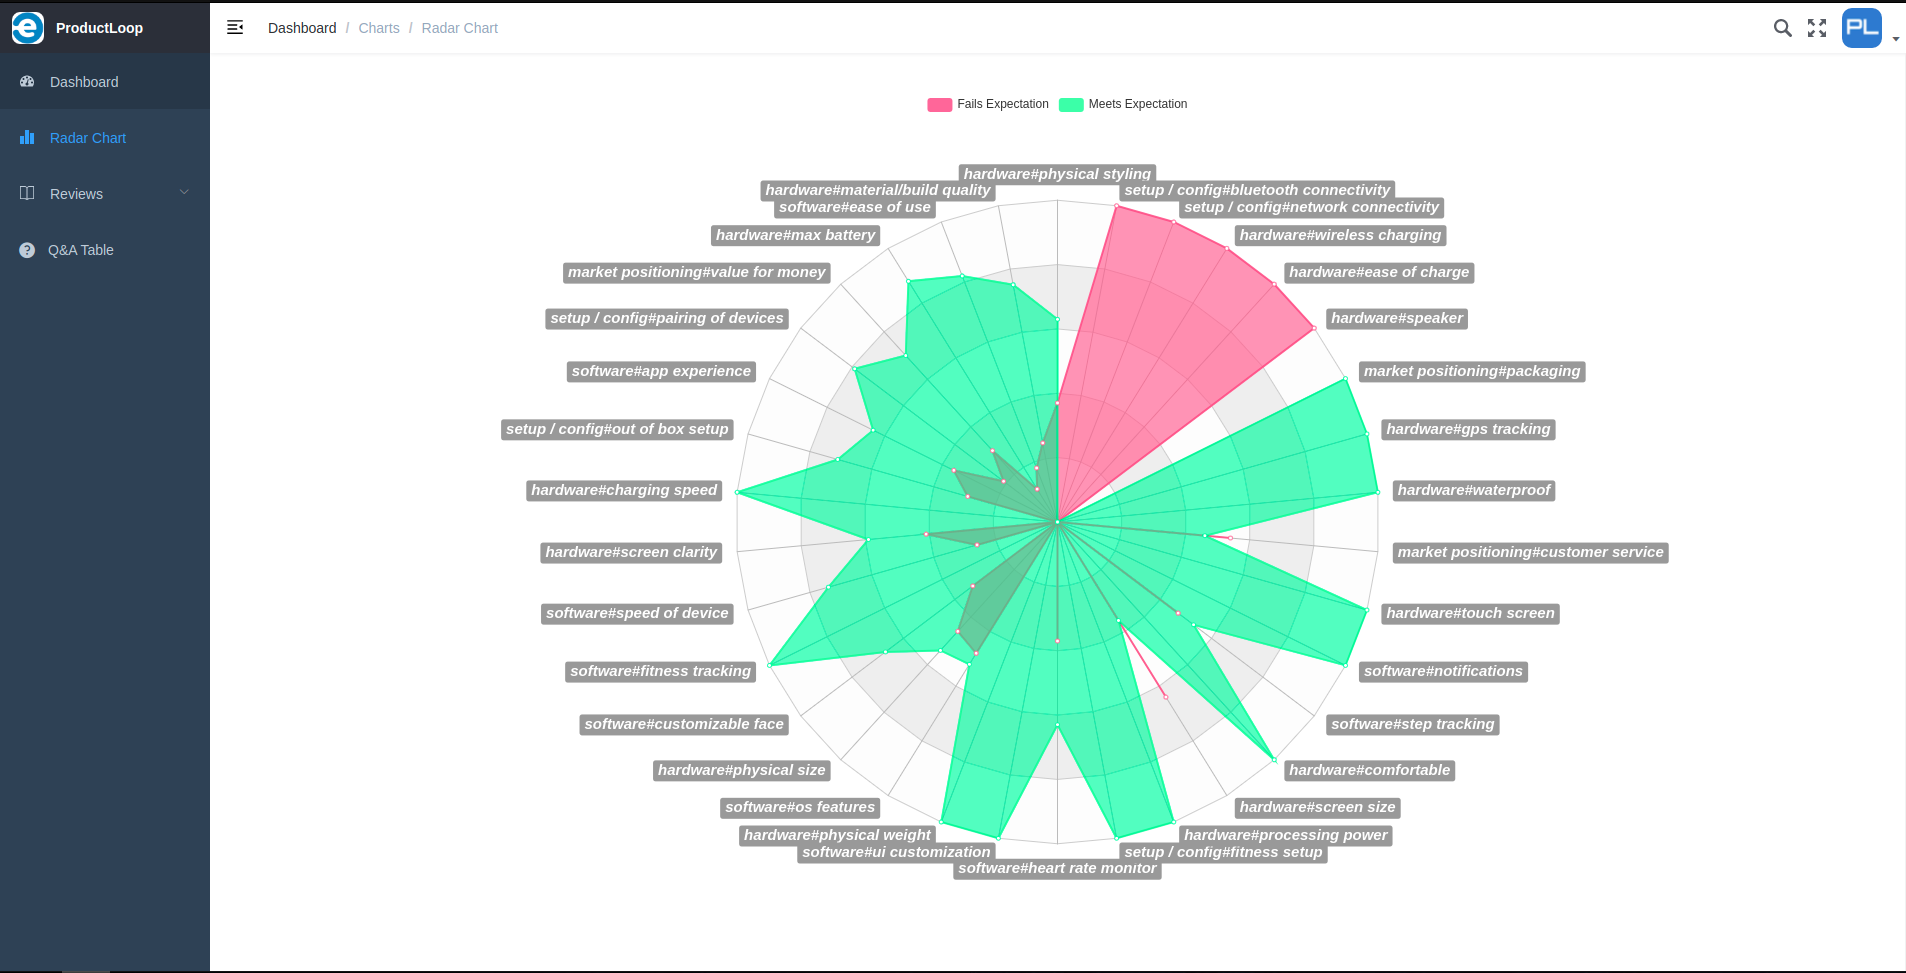 ProductLoop
Dashboard / Charts / Radar Chart
PL
Dashboard
Radar Chart
Reviews
Q&A Table
Fails Expectation
Meets Expectation
hardware#physical styling
hardware#material/build quality
setup / config#bluetooth connectivity
software#ease of use
setup / config#network connectivity
hardware#max battery
hardware#wireless charging
market positioning#value for money
hardware#ease of charge
setup / config#pairing of devices
hardware#speaker
software#app experience
market positioning#packaging
setup / config#out of box setup
hardware#gps tracking
hardware#charging speed
hardware#waterproof
hardware#screen clarity
market positioning#customer service
software#speed of device
hardware#touch screen
software#fitness tracking
software#notifications
software#customizable face
software#step tracking
hardware#physical size
hardware#comfortable
software#os features
hardware#screen size
hardware#physical weight
hardware#processing power
software#ui customization
setup / config#fitness setup
software#heart rate monitor